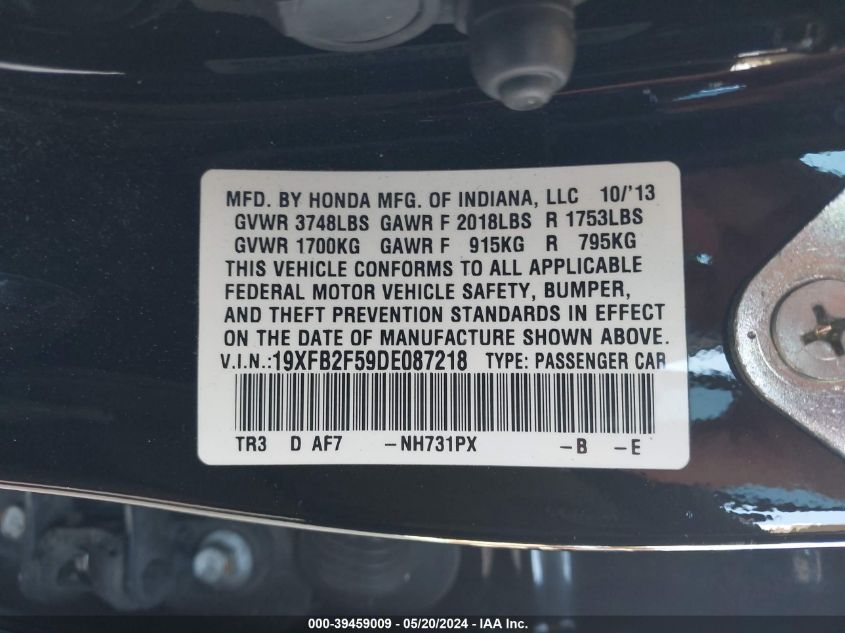 MFD. BY HONDA MFG. OF INDIANA, LLC 10/'13
GVWR 3748LBS GAWR F 2018LBS R 1753LBS
GVWR 1700KG GAWR F 915KG R 795KG
THIS VEHICLE CONFORMS TO ALL APPLICABLE
FEDERAL MOTOR VEHICLE SAFETY, BUMPER,
AND THEFT PREVENTION STANDARDS IN EFFECT
ON THE DATE OF MANUFACTURE SHOWN ABOVE.
V.I.N.:19XFB2F59DE087218 TYPE: PASSENGER CAR
TR3 D AF7 -NH731PX -B -E
000-39459009 - 05/20/2024 - IAA Inc.